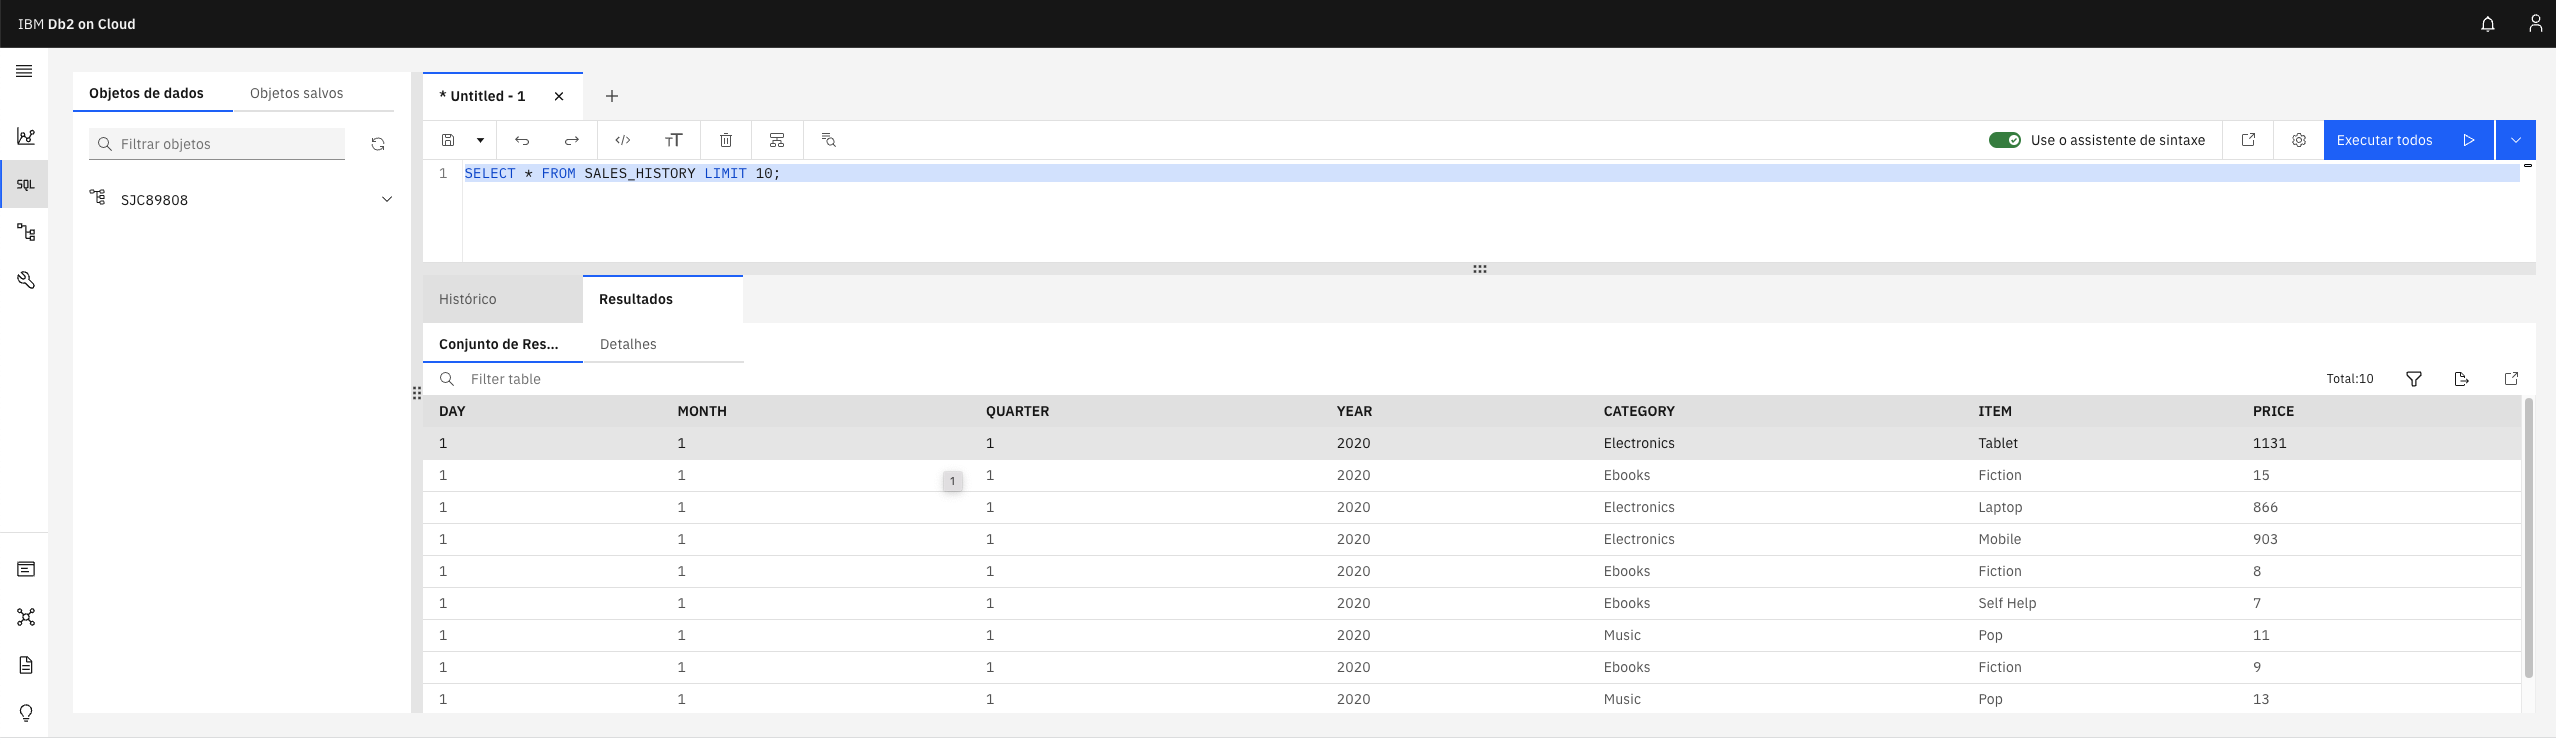 IBM Db2 on Cloud
Objetos de dados Objetos salvos
Filtrar objetos
SQL
SJC89808
* Untitled - 1
Use o assistente de sintaxe Executar todos
1 SELECT * FROM SALES_HISTORY LIMIT 10;
Histórico Resultados
Conjunto de Res... Detalhes
Filter table Total:10
DAY MONTH QUARTER YEAR CATEGORY ITEM PRICE
1 1 1 2020 Electronics Tablet 1131
1 1 1 2020 Ebooks Fiction 15
1
1 1 1 2020 Electronics Laptop 866
1 1 1 2020 Electronics Mobile 903
1 1 1 2020 Ebooks Fiction 8
1 1 1 2020 Ebooks Self Help 7
1 1 1 2020 Music Pop 11
1 1 1 2020 Ebooks Fiction 9
1 1 1 2020 Music Pop 13